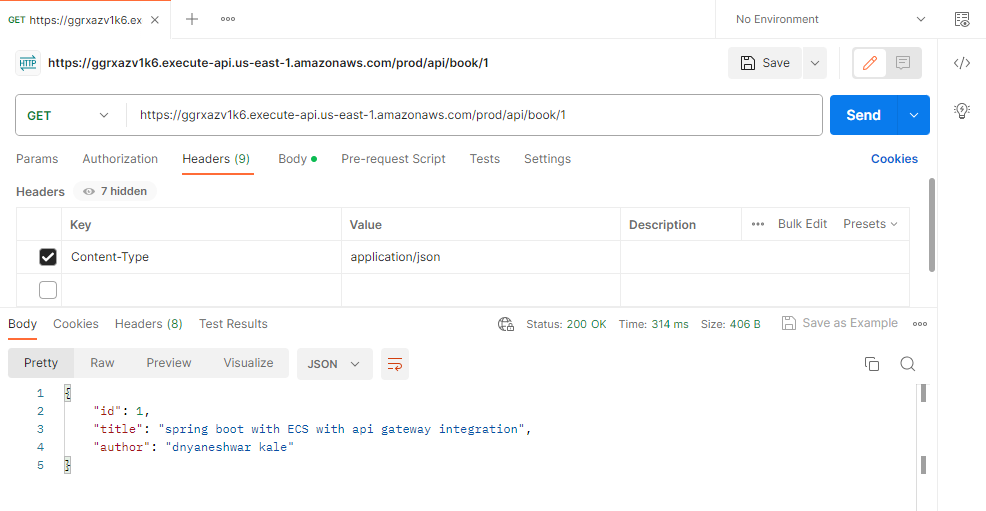 GET https://ggrxazv1k6.ex
No Environment
HTTP https://ggrxazv1k6.execute-api.us-east-1.amazonaws.com/prod/api/book/1
Save
GET https://ggrxazv1k6.execute-api.us-east-1.amazonaws.com/prod/api/book/1 Send
Params Authorization Headers (9) Body Pre-request Script Tests Settings Cookies
Headers 7 hidden
Key Value Description Bulk Edit Presets
Content-Type application/json
Body Cookies Headers (8) Test Results Status: 200 OK Time: 314 ms Size: 406 B Save as Example
Pretty Raw Preview Visualize JSON
1 {
2 "id": 1,
3 "title": "spring boot with ECS with api gateway integration",
4 "author": "dnyaneshwar kale"
5 }